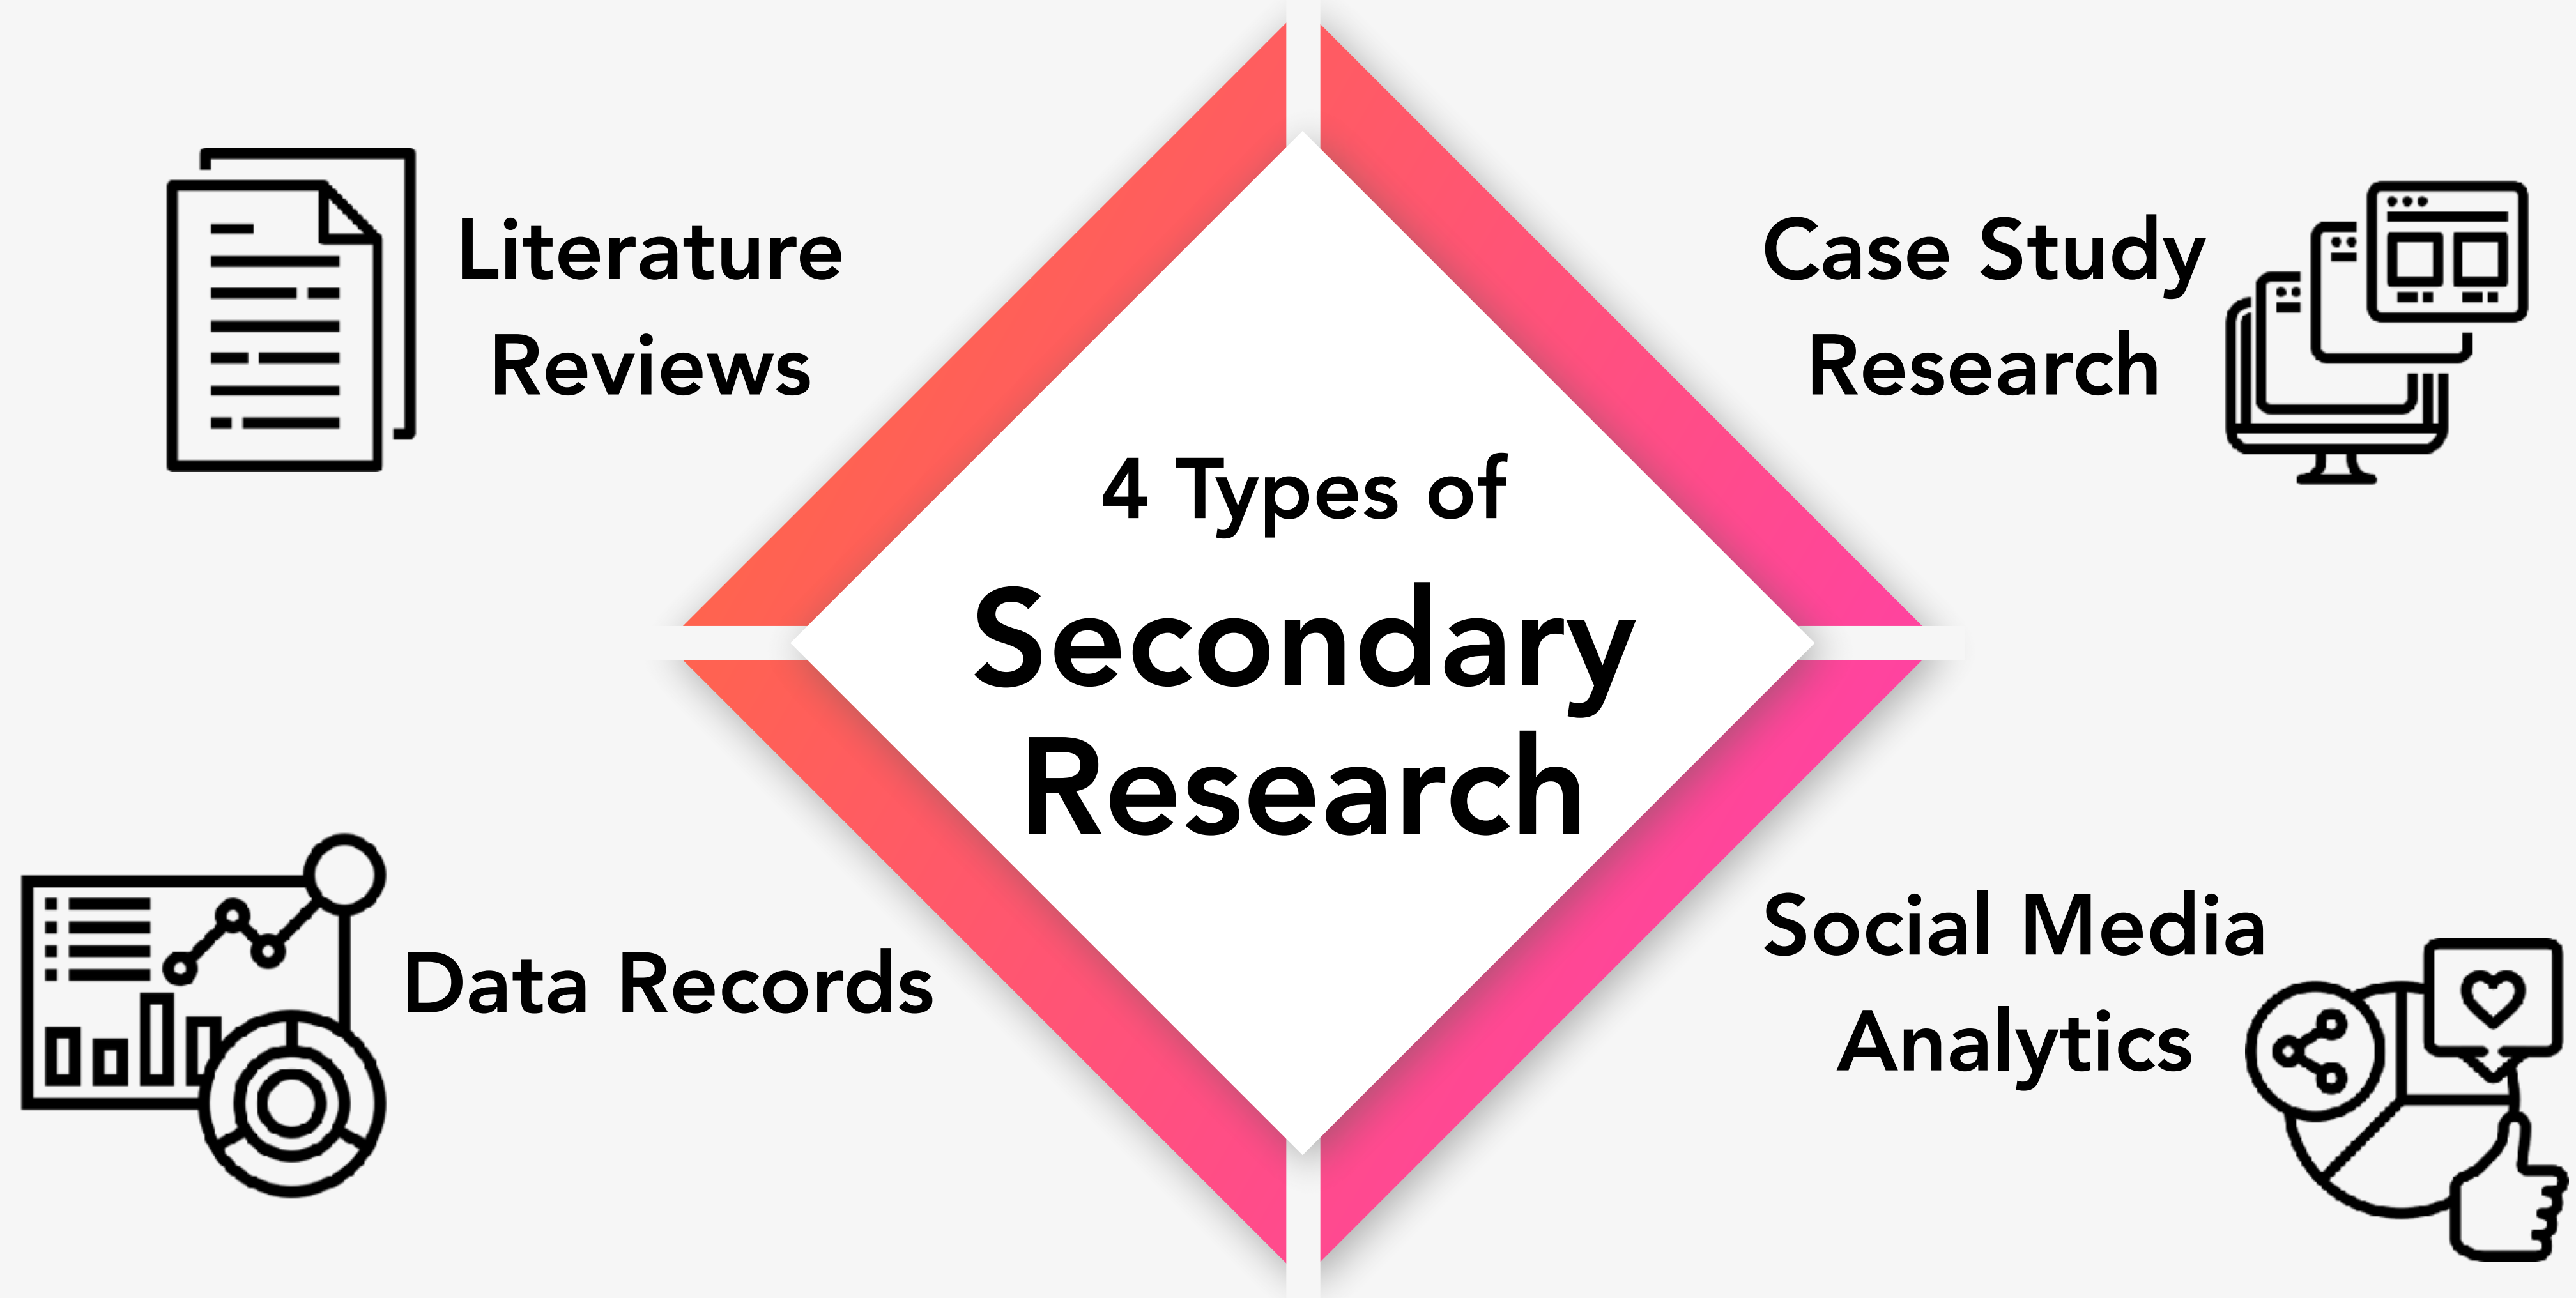 Literature
Reviews
Case Study
Research
4 Types of
Secondary
Research
Data Records
Social Media
Analytics